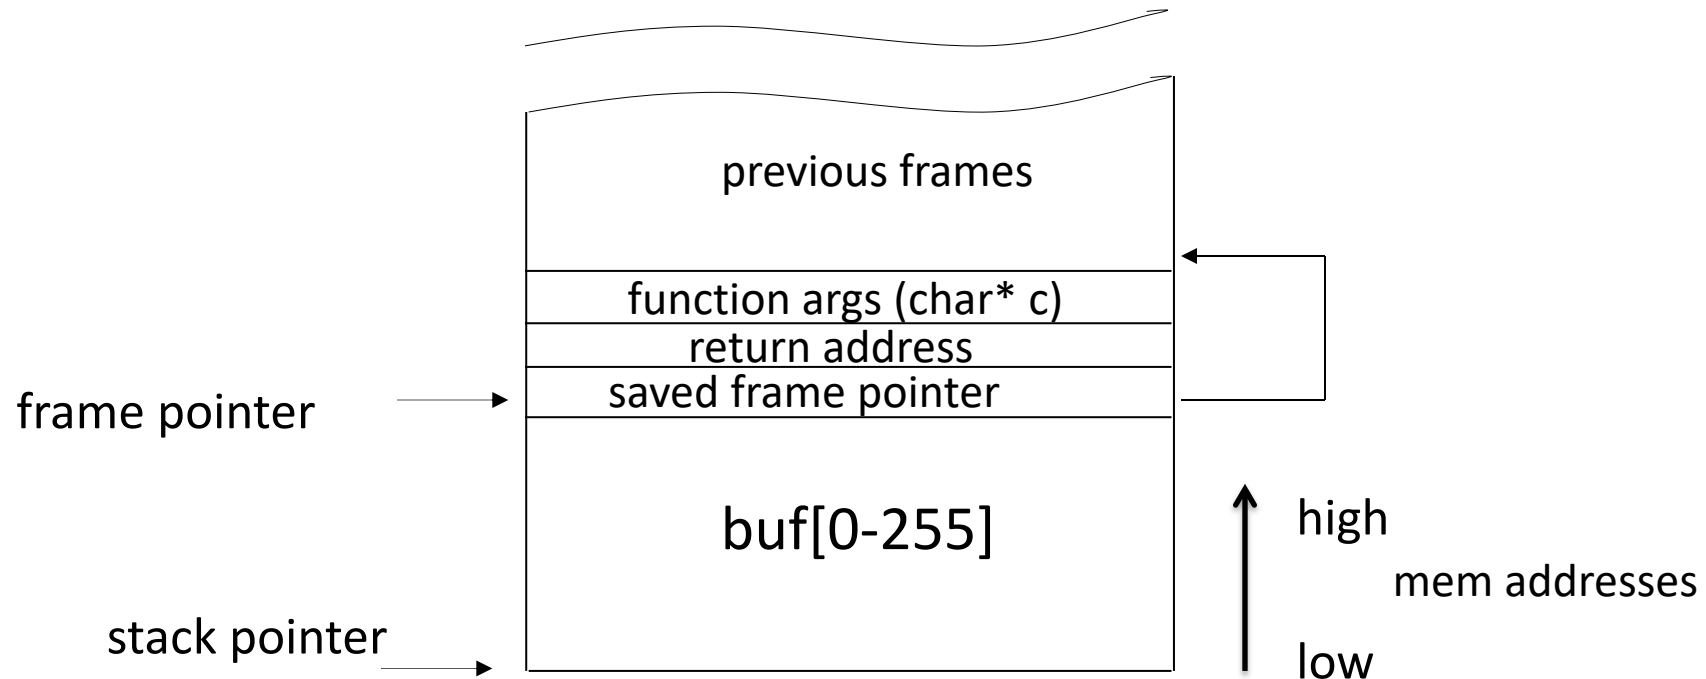 previous frames
function args (char* c)
return address
saved frame pointer
frame pointer
buf[0-255]
high
mem addresses
stack pointer
low